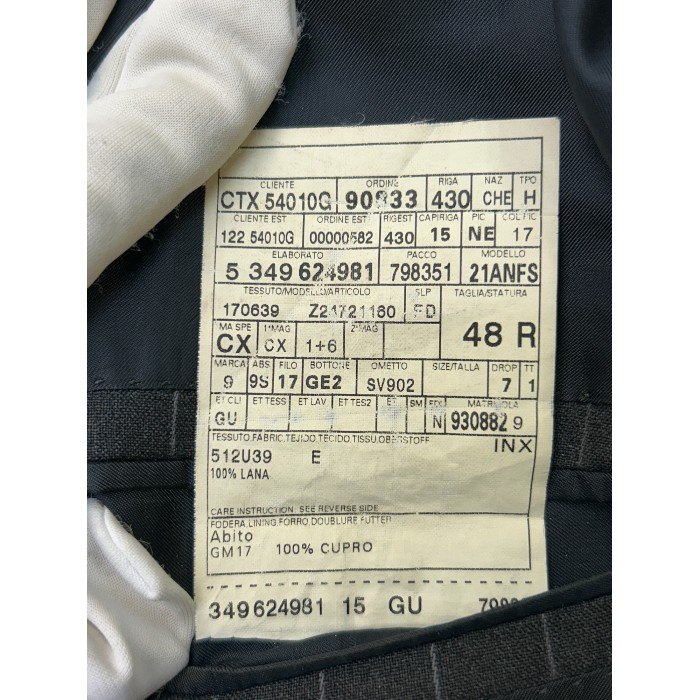 CLIENTE ORDINE RIGA NAZ TPO
CTX 54010G 90833 430 CHE H
CLIENTE EST ORDINE EST RIGEST CAPIRIGA PIC COL FIC
122 54010G 00000582 430 15 NE 17
ELABORATO PACCO MODELLO
5 349 624981 798351 21ANFS
TESSUTO/MODELLO/ARTICOLO SLP TAGLIA/STATURA
170639 Z21721160 FD
48 R
MA SPE 1°MAG 2°MAG
CX CX 1+6
MARCA ABS FILO BOTTONE OMETTO SIZE/TALLA DROP TT
9 9S 17 GE2 SV902 7 1
ET CLI ET TESS ET LAV ET TES2 ET SM MATRICOLA
GU N 930882 9
TESSUTO,FABRIC,TEJIDO,TECIDO,TISSU,OBERSTOFF INX
512U39 E
100% LANA
CARE INSTRUCTION SEE REVERSE SIDE
FODERA,LINING,FORRO,DOUBLURE,FUTTER
Abito
GM17 100% CUPRO
349624981 15 GU